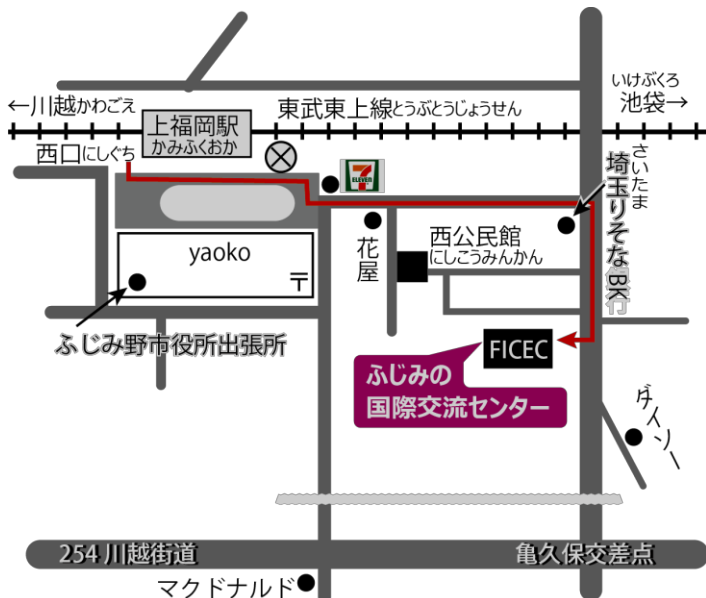 いけぶくろ
←川越かわごえ
東武東上線とうぶとうじょうせん
池袋→
上福岡駅
かみふくおか
西口にしぐち
7
ELEVEN
さいたま
埼玉りそなBK
銀行
花屋
西公民館
にしこうみんかん
yaoko
〒
ふじみ野市役所出張所
FICEC
ふじみの
国際交流センター
ダイソー
254 川越街道
亀久保交差点
マクドナルド